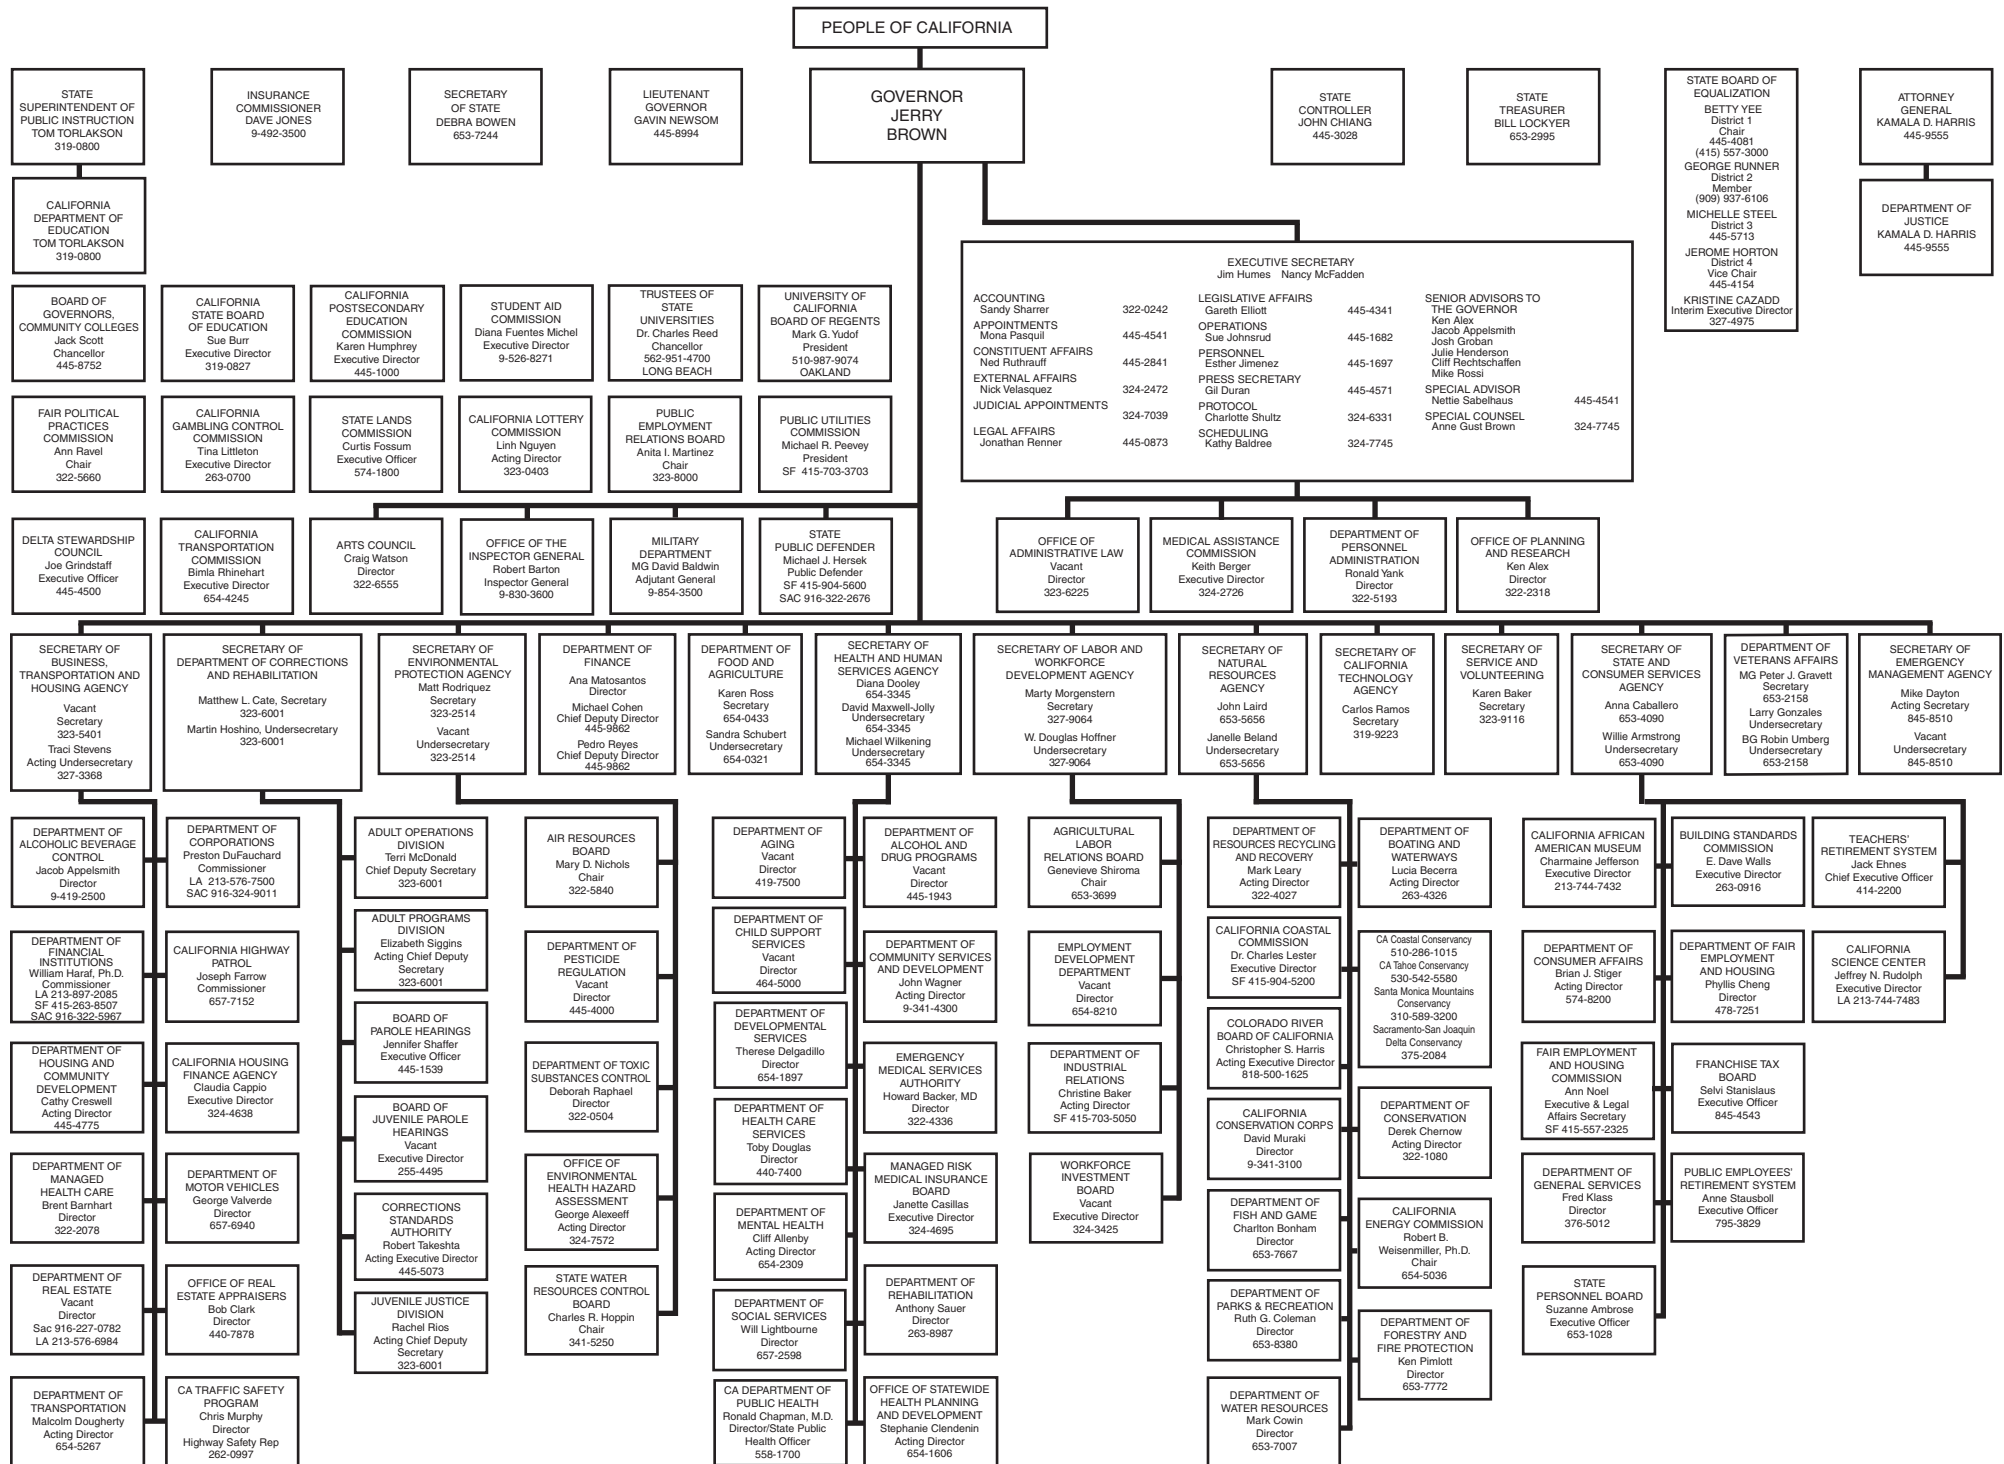 PEOPLE OF CALIFORNIA
GOVERNOR
JERRY
BROWN
STATE
SUPERINTENDENT OF
PUBLIC INSTRUCTION
TOM TORLAKSON
319-0800
INSURANCE
COMMISSIONER
DAVE JONES
9-492-3500
SECRETARY
OF STATE
DEBRA BOWEN
653-7244
LIEUTENANT
GOVERNOR
GAVIN NEWSOM
445-8994
STATE
CONTROLLER
JOHN CHIANG
445-3028
STATE
TREASURER
BILL LOCKYER
653-2995
STATE BOARD OF
EQUALIZATION
BETTY YEE
District 1
Chair
445-4081
(415) 557-3000
GEORGE RUNNER
District 2
Member
(909) 937-6106
MICHELLE STEEL
District 3
445-5713
JEROME HORTON
District 4
Vice Chair
445-4154
KRISTINE CAZADD
Interim Executive Director
327-4975
ATTORNEY
GENERAL
KAMALA D. HARRIS
445-9555
CALIFORNIA
DEPARTMENT OF
EDUCATION
TOM TORLAKSON
319-0800
DEPARTMENT OF
JUSTICE
KAMALA D. HARRIS
445-9555
EXECUTIVE SECRETARY
Jim Humes Nancy McFadden
ACCOUNTING
Sandy Sharrer 322-0242
APPOINTMENTS
Mona Pasquil 445-4541
CONSTITUENT AFFAIRS
Ned Ruthrauff 445-2841
EXTERNAL AFFAIRS
Nick Velasquez 324-2472
JUDICIAL APPOINTMENTS
324-7039
LEGAL AFFAIRS
Jonathan Renner 445-0873
LEGISLATIVE AFFAIRS
Gareth Elliott 445-4341
OPERATIONS
Sue Johnsrud 445-1682
PERSONNEL
Esther Jimenez 445-1697
PRESS SECRETARY
Gil Duran 445-4571
PROTOCOL
Charlotte Shultz 324-6331
SCHEDULING
Kathy Baldree 324-7745
SENIOR ADVISORS TO
THE GOVERNOR
Ken Alex
Jacob Appelsmith
Josh Groban
Julie Henderson
Cliff Rechtschaffen
Mike Rossi
SPECIAL ADVISOR
Nettie Sabelhaus 445-4541
SPECIAL COUNSEL
Anne Gust Brown 324-7745
BOARD OF
GOVERNORS,
COMMUNITY COLLEGES
Jack Scott
Chancellor
445-8752
CALIFORNIA
STATE BOARD
OF EDUCATION
Sue Burr
Executive Director
319-0827
CALIFORNIA
POSTSECONDARY
EDUCATION
COMMISSION
Karen Humphrey
Executive Director
445-1000
STUDENT AID
COMMISSION
Diana Fuentes Michel
Executive Director
9-526-8271
TRUSTEES OF
STATE
UNIVERSITIES
Dr. Charles Reed
Chancellor
562-951-4700
LONG BEACH
UNIVERSITY OF
CALIFORNIA
BOARD OF REGENTS
Mark G. Yudof
President
510-987-9074
OAKLAND
FAIR POLITICAL
PRACTICES
COMMISSION
Ann Ravel
Chair
322-5660
CALIFORNIA
GAMBLING CONTROL
COMMISSION
Tina Littleton
Executive Director
263-0700
STATE LANDS
COMMISSION
Curtis Fossum
Executive Officer
574-1800
CALIFORNIA LOTTERY
COMMISSION
Linh Nguyen
Acting Director
323-0403
PUBLIC
EMPLOYMENT
RELATIONS BOARD
Anita I. Martinez
Chair
323-8000
PUBLIC UTILITIES
COMMISSION
Michael R. Peevey
President
SF 415-703-3703
DELTA STEWARDSHIP
COUNCIL
Joe Grindstaff
Executive Officer
445-4500
CALIFORNIA
TRANSPORTATION
COMMISSION
Bimla Rhinehart
Executive Director
654-4245
ARTS COUNCIL
Craig Watson
Director
322-6555
OFFICE OF THE
INSPECTOR GENERAL
Robert Barton
Inspector General
9-830-3600
MILITARY
DEPARTMENT
MG David Baldwin
Adjutant General
9-854-3500
STATE
PUBLIC DEFENDER
Michael J. Hersek
Public Defender
SF 415-904-5600
SAC 916-322-2676
OFFICE OF
ADMINISTRATIVE LAW
Vacant
Director
323-6225
MEDICAL ASSISTANCE
COMMISSION
Keith Berger
Executive Director
324-2726
DEPARTMENT OF
PERSONNEL
ADMINISTRATION
Ronald Yank
Director
322-5193
OFFICE OF PLANNING
AND RESEARCH
Ken Alex
Director
322-2318
SECRETARY OF
BUSINESS,
TRANSPORTATION AND
HOUSING AGENCY
Vacant
Secretary
323-5401
Traci Stevens
Acting Undersecretary
327-3368
SECRETARY OF
DEPARTMENT OF CORRECTIONS
AND REHABILITATION
Matthew L. Cate, Secretary
323-6001
Martin Hoshino, Undersecretary
323-6001
SECRETARY OF
ENVIRONMENTAL
PROTECTION AGENCY
Matt Rodriquez
Secretary
323-2514
Vacant
Undersecretary
323-2514
DEPARTMENT OF
FINANCE
Ana Matosantos
Director
Michael Cohen
Chief Deputy Director
445-9862
Pedro Reyes
Chief Deputy Director
445-9862
DEPARTMENT OF
FOOD AND
AGRICULTURE
Karen Ross
Secretary
654-0433
Sandra Schubert
Undersecretary
654-0321
SECRETARY OF
HEALTH AND HUMAN
SERVICES AGENCY
Diana Dooley
654-3345
David Maxwell-Jolly
Undersecretary
654-3345
Michael Wilkening
Undersecretary
654-3345
SECRETARY OF LABOR AND
WORKFORCE
DEVELOPMENT AGENCY
Marty Morgenstern
Secretary
327-9064
W. Douglas Hoffner
Undersecretary
327-9064
SECRETARY OF
NATURAL
RESOURCES
AGENCY
John Laird
653-5656
Janelle Beland
Undersecretary
653-5656
SECRETARY OF
CALIFORNIA
TECHNOLOGY
AGENCY
Carlos Ramos
Secretary
319-9223
SECRETARY OF
SERVICE AND
VOLUNTEERING
Karen Baker
Secretary
323-9116
SECRETARY OF
STATE AND
CONSUMER SERVICES
AGENCY
Anna Caballero
653-4090
Willie Armstrong
Undersecretary
653-4090
DEPARTMENT OF
VETERANS AFFAIRS
MG Peter J. Gravett
Secretary
653-2158
Larry Gonzales
Undersecretary
BG Robin Umberg
Undersecretary
653-2158
SECRETARY OF
EMERGENCY
MANAGEMENT AGENCY
Mike Dayton
Acting Secretary
845-8510
Vacant
Undersecretary
845-8510
DEPARTMENT OF
ALCOHOLIC BEVERAGE
CONTROL
Jacob Appelsmith
Director
9-419-2500
DEPARTMENT OF
CORPORATIONS
Preston DuFauchard
Commissioner
LA 213-576-7500
SAC 916-324-9011
DEPARTMENT OF
FINANCIAL
INSTITUTIONS
William Haraf, Ph.D.
Commissioner
LA 213-897-2085
SF 415-263-8507
SAC 916-322-5967
CALIFORNIA HIGHWAY
PATROL
Joseph Farrow
Commissioner
657-7152
DEPARTMENT OF
HOUSING AND
COMMUNITY
DEVELOPMENT
Cathy Creswell
Acting Director
445-4775
CALIFORNIA HOUSING
FINANCE AGENCY
Claudia Cappio
Executive Director
324-4638
DEPARTMENT OF
MANAGED
HEALTH CARE
Brent Barnhart
Director
322-2078
DEPARTMENT OF
MOTOR VEHICLES
George Valverde
Director
657-6940
DEPARTMENT OF
REAL ESTATE
Vacant
Director
Sac 916-227-0782
LA 213-576-6984
OFFICE OF REAL
ESTATE APPRAISERS
Bob Clark
Director
440-7878
DEPARTMENT OF
TRANSPORTATION
Malcolm Dougherty
Acting Director
654-5267
CA TRAFFIC SAFETY
PROGRAM
Chris Murphy
Director
Highway Safety Rep
262-0997
ADULT OPERATIONS
DIVISION
Terri McDonald
Chief Deputy Secretary
323-6001
ADULT PROGRAMS
DIVISION
Elizabeth Siggins
Acting Chief Deputy
Secretary
323-6001
BOARD OF
PAROLE HEARINGS
Jennifer Shaffer
Executive Officer
445-1539
BOARD OF
JUVENILE PAROLE
HEARINGS
Vacant
Executive Director
255-4495
CORRECTIONS
STANDARDS
AUTHORITY
Robert Takeshta
Acting Executive Director
445-5073
JUVENILE JUSTICE
DIVISION
Rachel Rios
Acting Chief Deputy
Secretary
323-6001
AIR RESOURCES
BOARD
Mary D. Nichols
Chair
322-5840
DEPARTMENT OF
PESTICIDE
REGULATION
Vacant
Director
445-4000
DEPARTMENT OF TOXIC
SUBSTANCES CONTROL
Deborah Raphael
Director
322-0504
OFFICE OF
ENVIRONMENTAL
HEALTH HAZARD
ASSESSMENT
George Alexeeff
Acting Director
324-7572
STATE WATER
RESOURCES CONTROL
BOARD
Charles R. Hoppin
Chair
341-5250
DEPARTMENT OF
AGING
Vacant
Director
419-7500
DEPARTMENT OF
ALCOHOL AND
DRUG PROGRAMS
Vacant
Director
445-1943
DEPARTMENT OF
CHILD SUPPORT
SERVICES
Vacant
Director
464-5000
DEPARTMENT OF
COMMUNITY SERVICES
AND DEVELOPMENT
John Wagner
Acting Director
9-341-4300
DEPARTMENT OF
DEVELOPMENTAL
SERVICES
Therese Delgadillo
Director
654-1897
EMERGENCY
MEDICAL SERVICES
AUTHORITY
Howard Backer, MD
Director
322-4336
DEPARTMENT OF
HEALTH CARE
SERVICES
Toby Douglas
Director
440-7400
MANAGED RISK
MEDICAL INSURANCE
BOARD
Janette Casillas
Executive Director
324-4695
DEPARTMENT OF
MENTAL HEALTH
Cliff Allenby
Acting Director
654-2309
DEPARTMENT OF
REHABILITATION
Anthony Sauer
Director
263-8987
DEPARTMENT OF
SOCIAL SERVICES
Will Lightbourne
Director
657-2598
CA DEPARTMENT OF
PUBLIC HEALTH
Ronald Chapman, M.D.
Director/State Public
Health Officer
558-1700
OFFICE OF STATEWIDE
HEALTH PLANNING
AND DEVELOPMENT
Stephanie Clendenin
Acting Director
654-1606
AGRICULTURAL
LABOR
RELATIONS BOARD
Genevieve Shiroma
Chair
653-3699
EMPLOYMENT
DEVELOPMENT
DEPARTMENT
Vacant
Director
654-8210
DEPARTMENT OF
INDUSTRIAL
RELATIONS
Christine Baker
Acting Director
SF 415-703-5050
WORKFORCE
INVESTMENT
BOARD
Vacant
Executive Director
324-3425
DEPARTMENT OF
RESOURCES RECYCLING
AND RECOVERY
Mark Leary
Acting Director
322-4027
DEPARTMENT OF
BOATING AND
WATERWAYS
Lucia Becerra
Acting Director
263-4326
CALIFORNIA COASTAL
COMMISSION
Dr. Charles Lester
Executive Director
SF 415-904-5200
CA Coastal Conservancy
510-286-1015
CA Tahoe Conservancy
530-542-5580
Santa Monica Mountains
Conservancy
310-589-3200
Sacramento-San Joaquin
Delta Conservancy
375-2084
COLORADO RIVER
BOARD OF CALIFORNIA
Christopher S. Harris
Acting Executive Director
818-500-1625
CALIFORNIA
CONSERVATION CORPS
David Muraki
Director
9-341-3100
DEPARTMENT OF
CONSERVATION
Derek Chernow
Acting Director
322-1080
DEPARTMENT OF
FISH AND GAME
Charlton Bonham
Director
653-7667
CALIFORNIA
ENERGY COMMISSION
Robert B.
Weisenmiller, Ph.D.
Chair
654-5036
DEPARTMENT OF
PARKS & RECREATION
Ruth G. Coleman
Director
653-8380
DEPARTMENT OF
FORESTRY AND
FIRE PROTECTION
Ken Pimlott
Director
653-7772
DEPARTMENT OF
WATER RESOURCES
Mark Cowin
Director
653-7007
CALIFORNIA AFRICAN
AMERICAN MUSEUM
Charmaine Jefferson
Executive Director
213-744-7432
BUILDING STANDARDS
COMMISSION
E. Dave Walls
Executive Director
263-0916
TEACHERS'
RETIREMENT SYSTEM
Jack Ehnes
Chief Executive Officer
414-2200
DEPARTMENT OF
CONSUMER AFFAIRS
Brian J. Stiger
Acting Director
574-8200
DEPARTMENT OF FAIR
EMPLOYMENT
AND HOUSING
Phyllis Cheng
Director
478-7251
CALIFORNIA
SCIENCE CENTER
Jeffrey N. Rudolph
Executive Director
LA 213-744-7483
FAIR EMPLOYMENT
AND HOUSING
COMMISSION
Ann Noel
Executive & Legal
Affairs Secretary
SF 415-557-2325
FRANCHISE TAX
BOARD
Selvi Stanislaus
Executive Officer
845-4543
DEPARTMENT OF
GENERAL SERVICES
Fred Klass
Director
376-5012
PUBLIC EMPLOYEES'
RETIREMENT SYSTEM
Anne Stausboll
Executive Officer
795-3829
STATE
PERSONNEL BOARD
Suzanne Ambrose
Executive Officer
653-1028